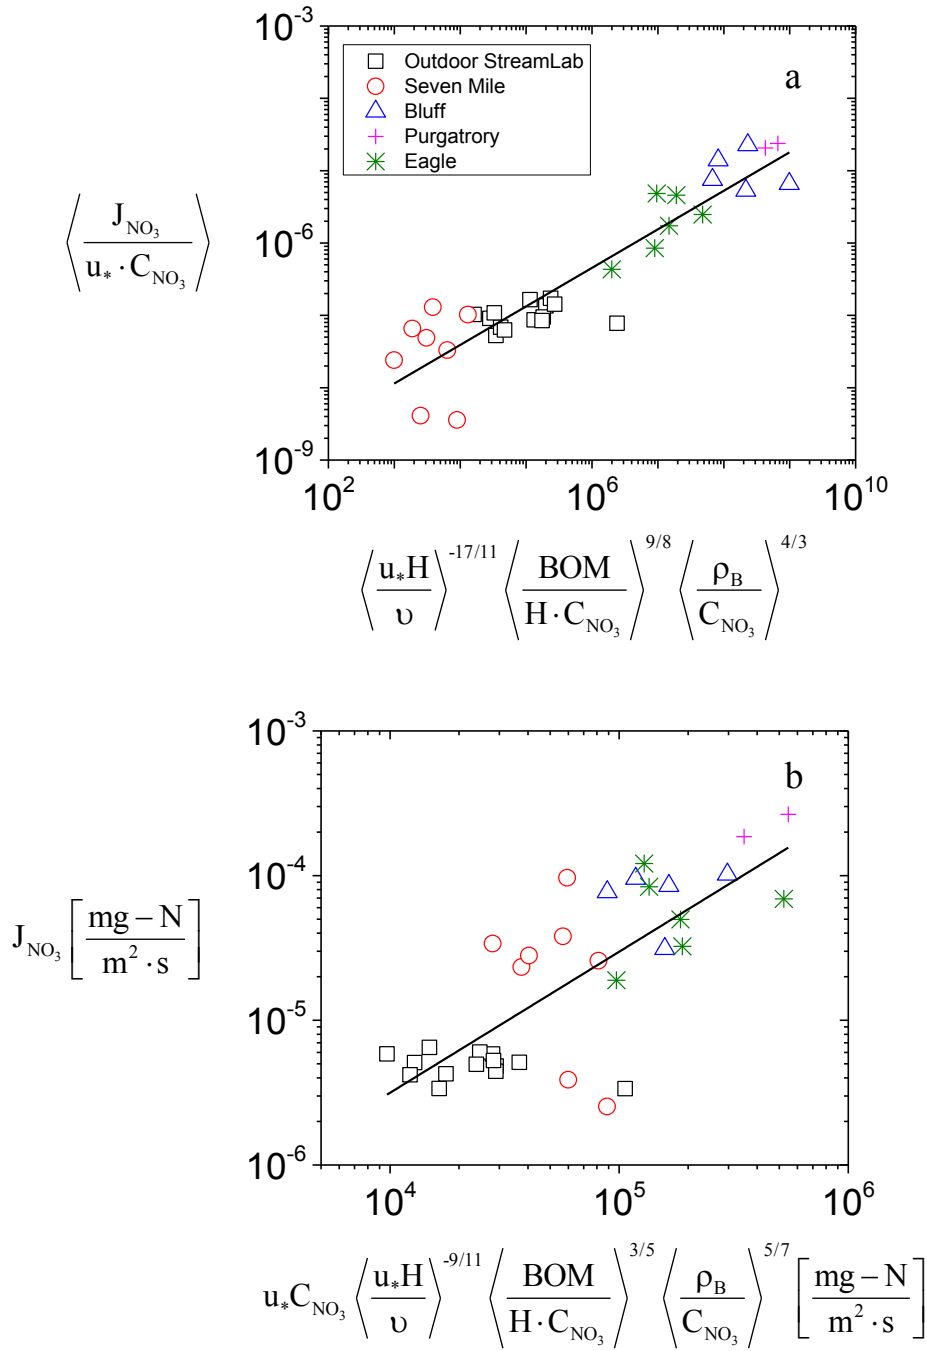 10⁻³
Outdoor StreamLab
Seven Mile
Bluff
Purgatrory
Eagle
a
⟨ J_NO₃ / u* · C_NO₃ ⟩
10⁻⁶
10⁻⁹
10² 10⁶ 10¹⁰
⟨ u*H / υ ⟩^-17/11 ⟨ BOM / H · C_NO₃ ⟩^9/8 ⟨ ρ_B / C_NO₃ ⟩^4/3
10⁻³
b
10⁻⁴
J_NO₃ [ mg – N / m² · s ]
10⁻⁵
10⁻⁶
10⁴ 10⁵ 10⁶
u*C_NO₃ ⟨ u*H / υ ⟩^-9/11 ⟨ BOM / H · C_NO₃ ⟩^3/5 ⟨ ρ_B / C_NO₃ ⟩^5/7 [ mg – N / m² · s ]